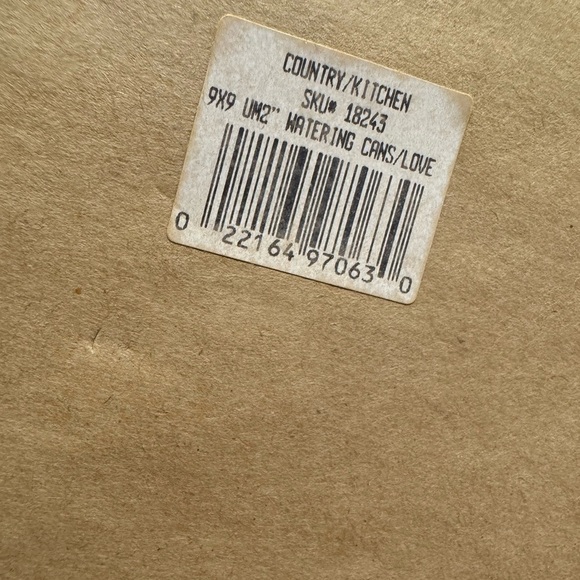 COUNTRY/KITCHEN
SKU# 18243
9X9 UM2" WATERING CANS/LOVE
0 22164 97063 0